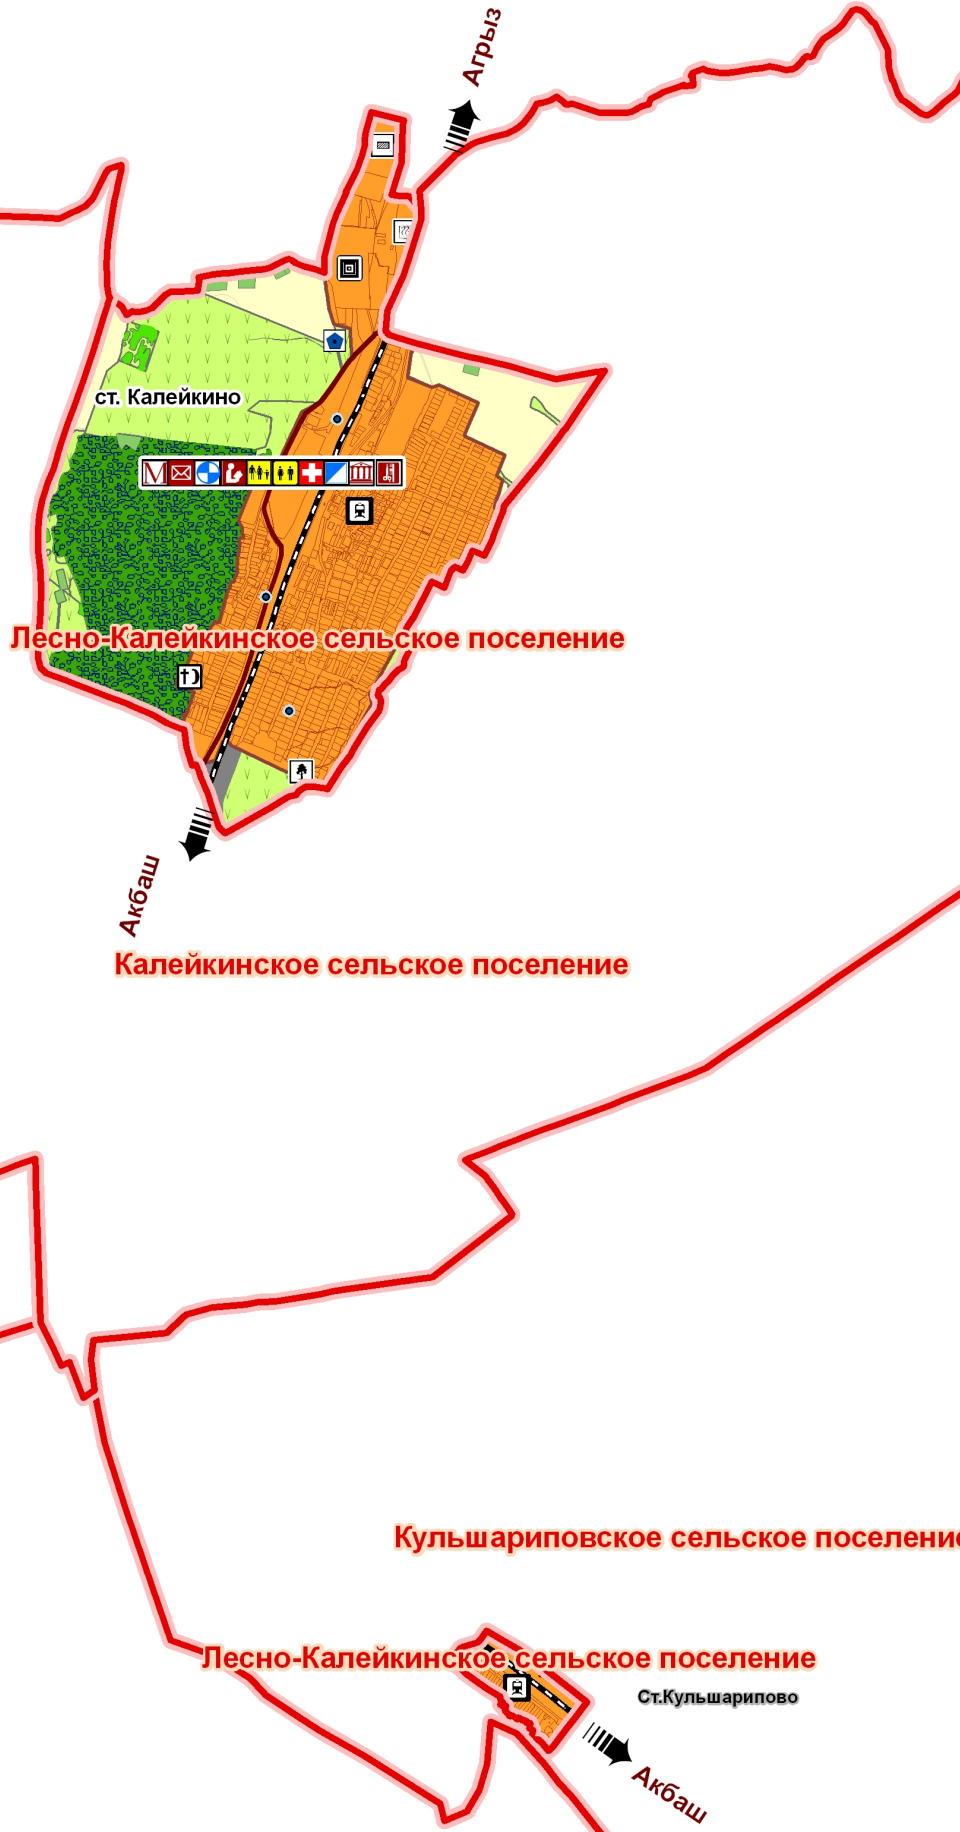 Агрыз
ст. Калейкино
М
Лесно-Калейкинское сельское поселение
Акбаш
Калейкинское сельское поселение
Кульшариповское сельское поселение
Лесно-Калейкинское сельское поселение
Ст.Кульшарипово
Акбаш